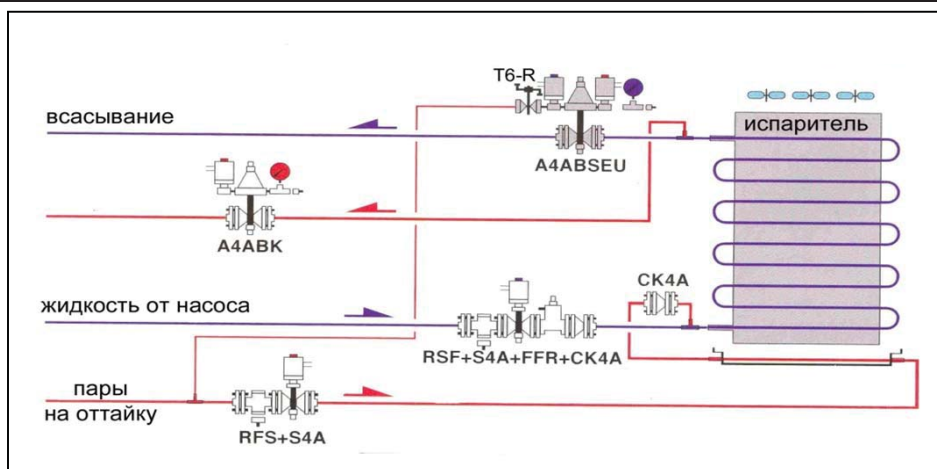 T6-R
всасывание
испаритель
A4ABSEU
A4ABK
CK4A
жидкость от насоса
RSF+S4A+FFR+CK4A
пары
на оттайку
RFS+S4A